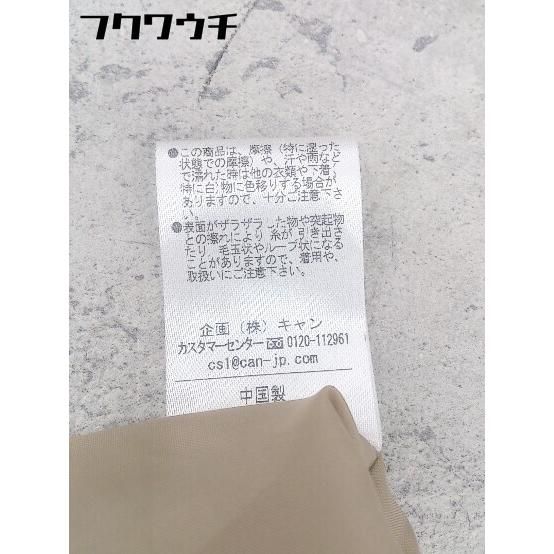 フクワウチ
●この商品は、摩擦（特に湿った
状態での摩擦）や、汗や雨など
で濡れた時は他の衣類や下着（
特に白）物に色移りする場合が
ありますので、十分ご注意下さ
い。
●表面がザラザラした物や突起物
との擦れにより 糸が 引き出さ
たり、毛玉状やループ状になる
ことがありますので、着用や、
取扱いにご注意下さい。
企画（株）キャン
カスタマーセンター 0120-112961
cs1@can-jp.com
中国製